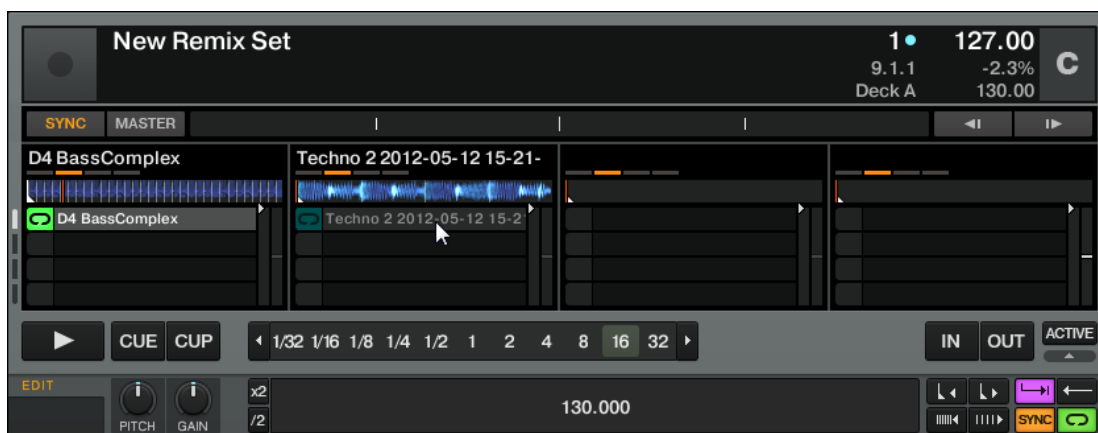 New Remix Set
1 127.00
9.1.1 -2.3%
Deck A 130.00
C
SYNC MASTER
D4 BassComplex Techno 2 2012-05-12 15-21-
D4 BassComplex Techno 2 2012-05-12 15-2
CUE CUP 1/32 1/16 1/8 1/4 1/2 1 2 4 8 16 32 IN OUT ACTIVE
EDIT
x2
/2
130.000
PITCH GAIN
SYNC